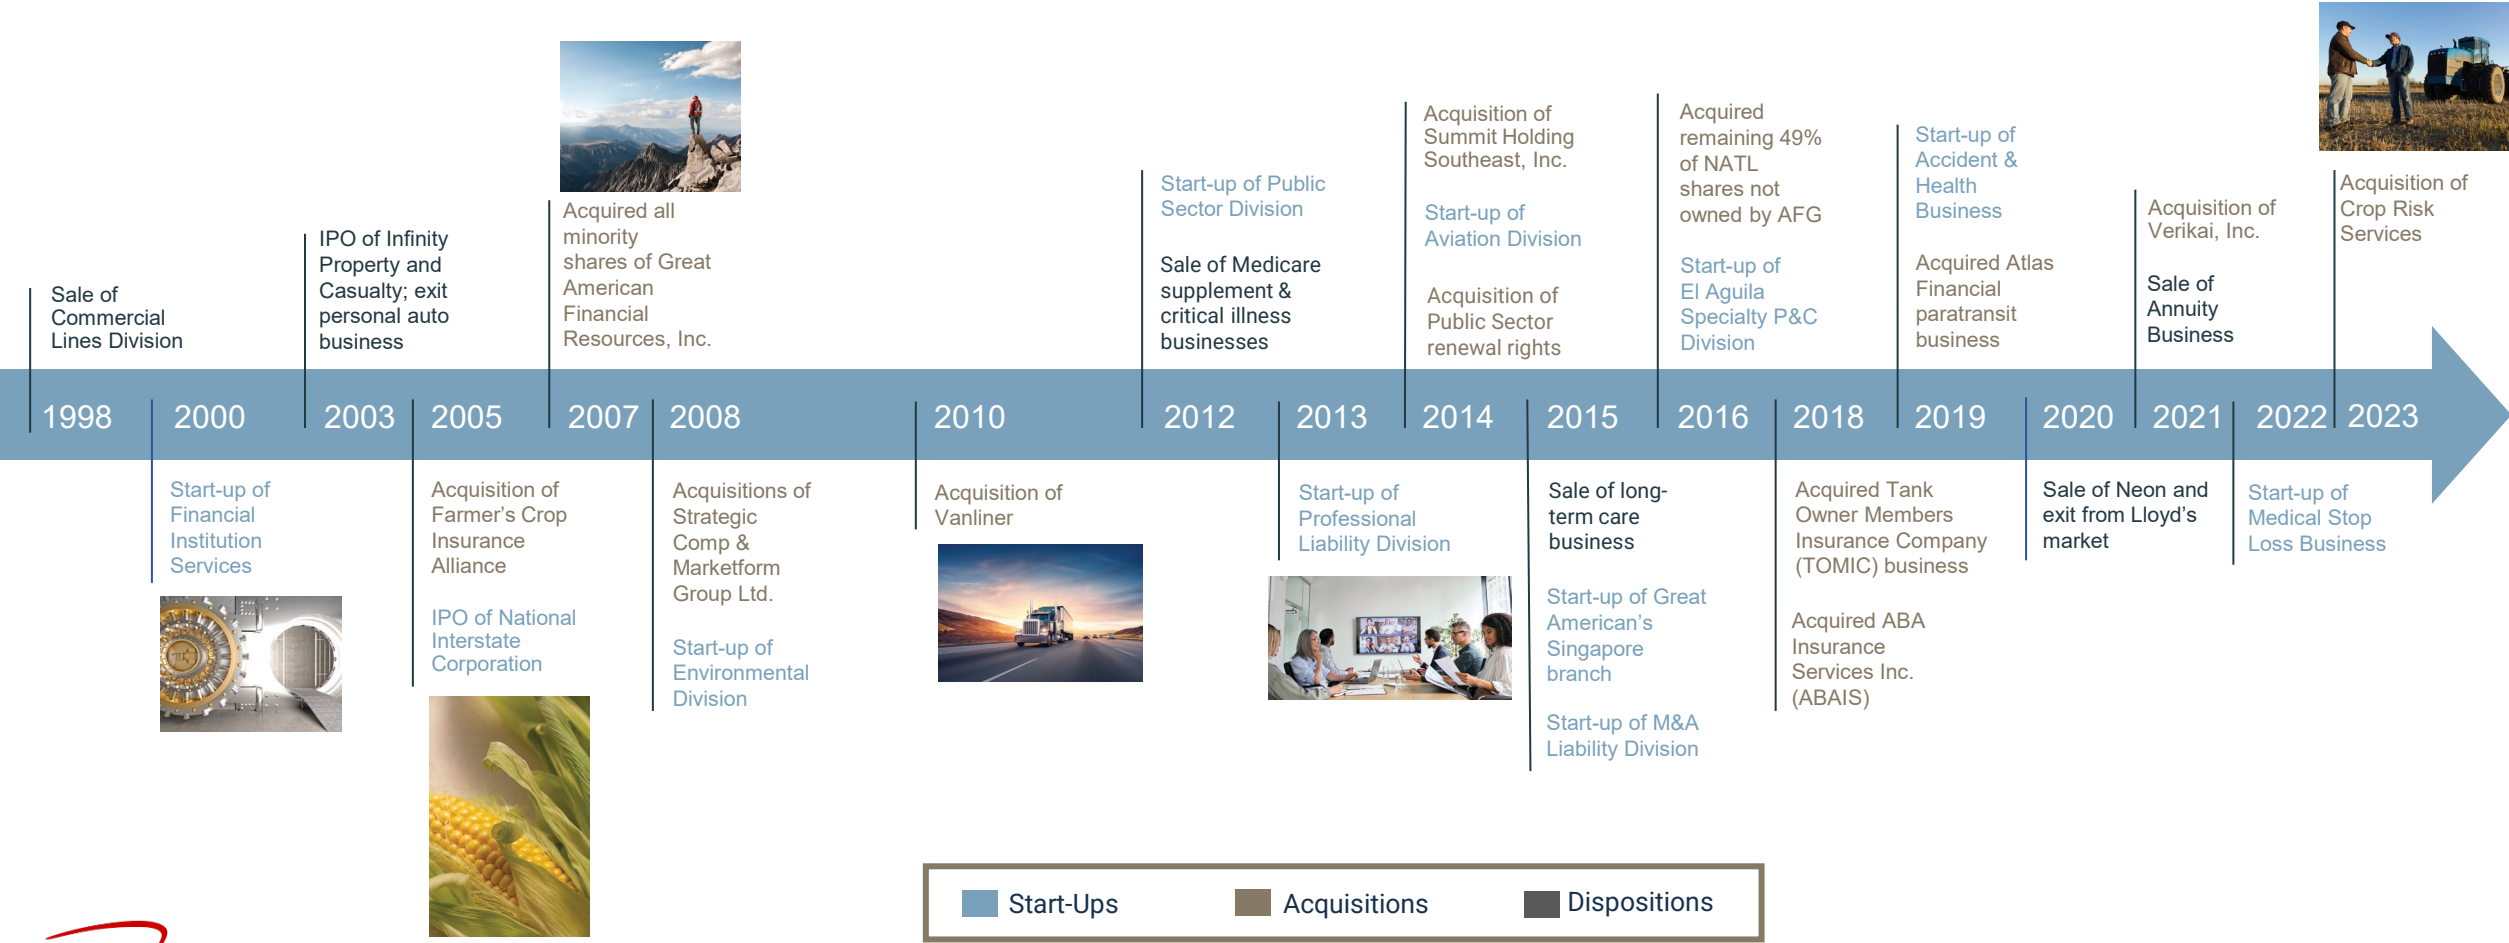 Sale of
Commercial
Lines Division
IPO of Infinity
Property and
Casualty; exit
personal auto
business
Acquired all
minority
shares of Great
American
Financial
Resources, Inc.
Start-up of Public
Sector Division
Sale of Medicare
supplement &
critical illness
businesses
Acquisition of
Summit Holding
Southeast, Inc.
Start-up of
Aviation Division
Acquisition of
Public Sector
renewal rights
Acquired
remaining 49%
of NATL
shares not
owned by AFG
Start-up of
El Aguila
Specialty P&C
Division
Start-up of
Accident &
Health
Business
Acquired Atlas
Financial
paratransit
business
Acquisition of
Verikai, Inc.
Sale of
Annuity
Business
Acquisition of
Crop Risk
Services
1998 2000 2003 2005 2007 2008 2010 2012 2013 2014 2015 2016 2018 2019 2020 2021 2022 2023
Start-up of
Financial
Institution
Services
Acquisition of
Farmer’s Crop
Insurance
Alliance
IPO of National
Interstate
Corporation
Acquisitions of
Strategic
Comp &
Marketform
Group Ltd.
Start-up of
Environmental
Division
Acquisition of
Vanliner
Start-up of
Professional
Liability Division
Sale of long-
term care
business
Start-up of Great
American’s
Singapore
branch
Start-up of M&A
Liability Division
Acquired Tank
Owner Members
Insurance Company
(TOMIC) business
Acquired ABA
Insurance
Services Inc.
(ABAIS)
Sale of Neon and
exit from Lloyd’s
market
Start-up of
Medical Stop
Loss Business
Start-Ups Acquisitions Dispositions